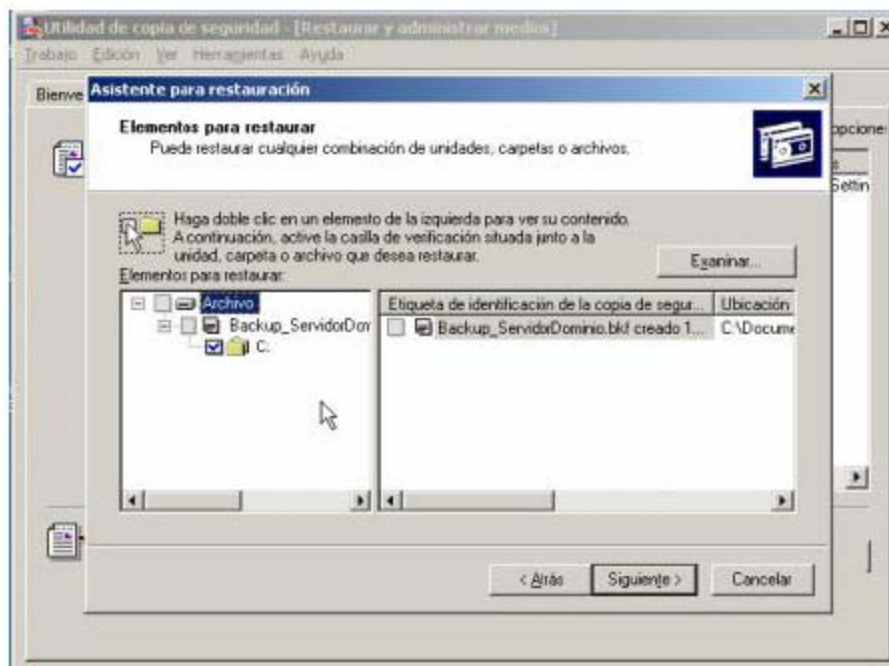 Utilidad de copia de seguridad - [Restaurar y administrar medios]
Trabajo Edición Ver Herramientas Ayuda
Bienve
Asistente para restauración
Elementos para restaurar
Puede restaurar cualquier combinación de unidades, carpetas o archivos.
opcione
s
Settin
Haga doble clic en un elemento de la izquierda para ver su contenido.
A continuación, active la casilla de verificación situada junto a la
unidad, carpeta o archivo que desea restaurar.
Examinar...
Elementos para restaurar:
Archivo
Backup_ServidorDor
C:
Etiqueta de identificación de la copia de segur... Ubicación
Backup_ServidorDominio.bkf creado 1... C:\Docume
< Atrás Siguiente > Cancelar